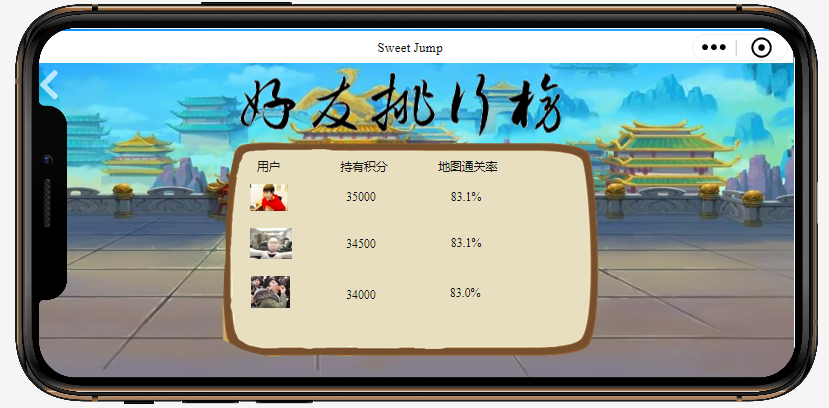 Sweet Jump
好友排行榜
用户 持有积分 地图通关率
35000 83.1%
34500 83.1%
34000 83.0%